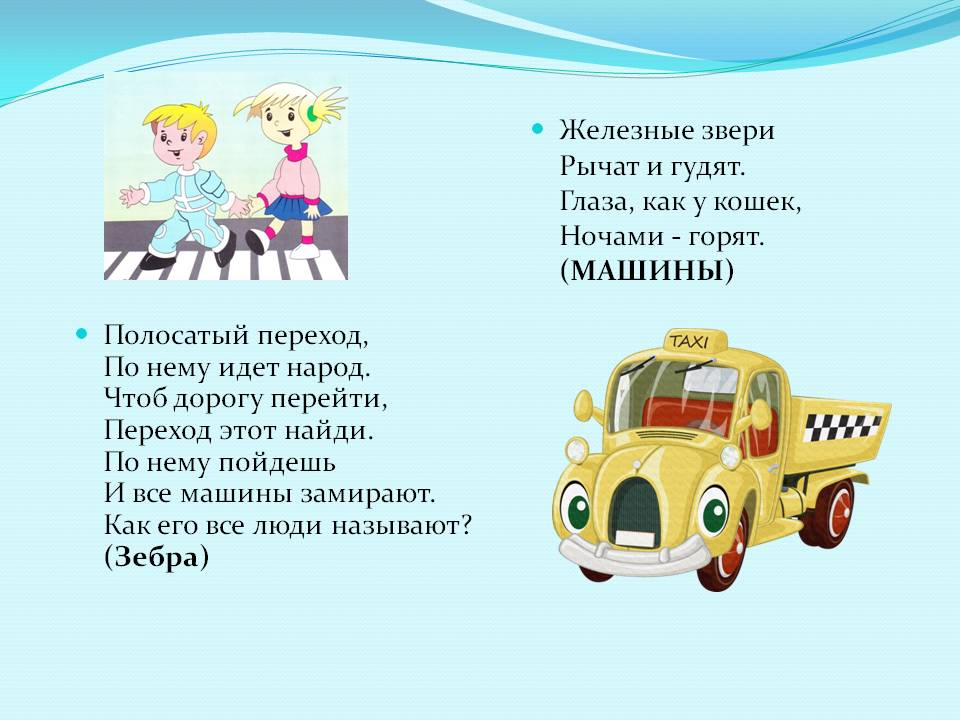 Железные звери
Рычат и гудят.
Глаза, как у кошек,
Ночами - горят.
(МАШИНЫ)
Полосатый переход,
По нему идет народ.
Чтоб дорогу перейти,
Переход этот найди.
По нему пойдешь
И все машины замирают.
Как его все люди называют?
(Зебра)
TAXI